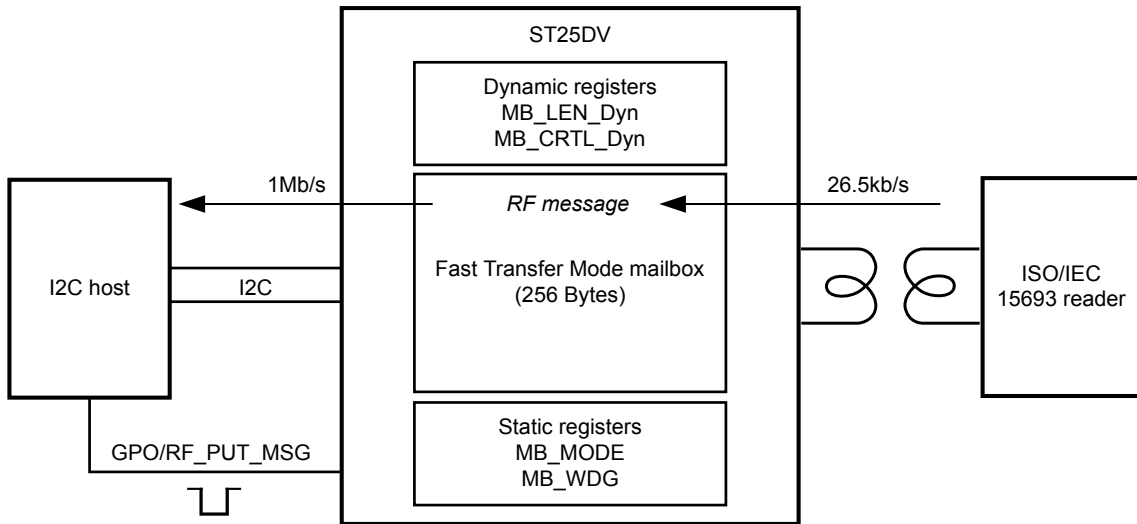 ST25DV
Dynamic registers
MB_LEN_Dyn
MB_CRTL_Dyn
1Mb/s
RF message
26.5kb/s
I2C host
I2C
Fast Transfer Mode mailbox
(256 Bytes)
ISO/IEC
15693 reader
GPO/RF_PUT_MSG
Static registers
MB_MODE
MB_WDG